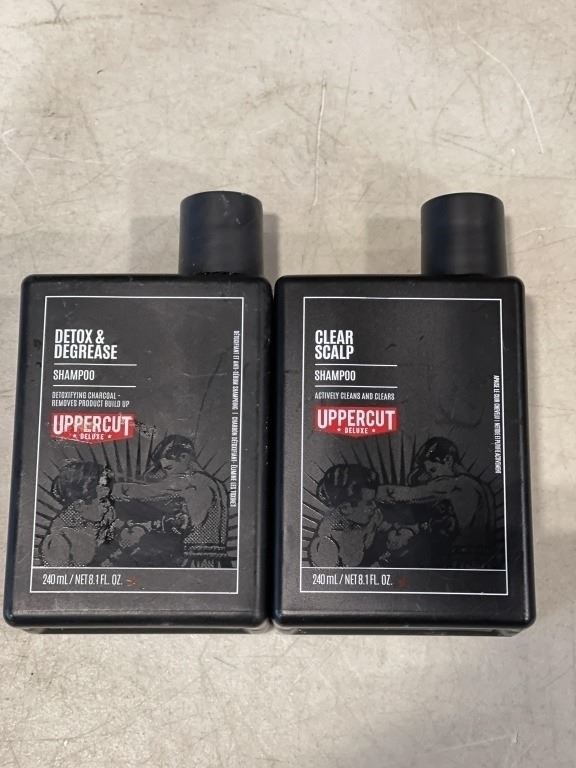 DETOX &
DEGREASE
SHAMPOO
DETOXIFYING CHARCOAL -
REMOVES PRODUCT BUILD UP
UPPERCUT
DELUXE
240 mL / NET 8.1 FL. OZ.
CLEAR
SCALP
SHAMPOO
ACTIVELY CLEANS AND CLEARS
UPPERCUT
DELUXE
240 mL / NET 8.1 FL. OZ.